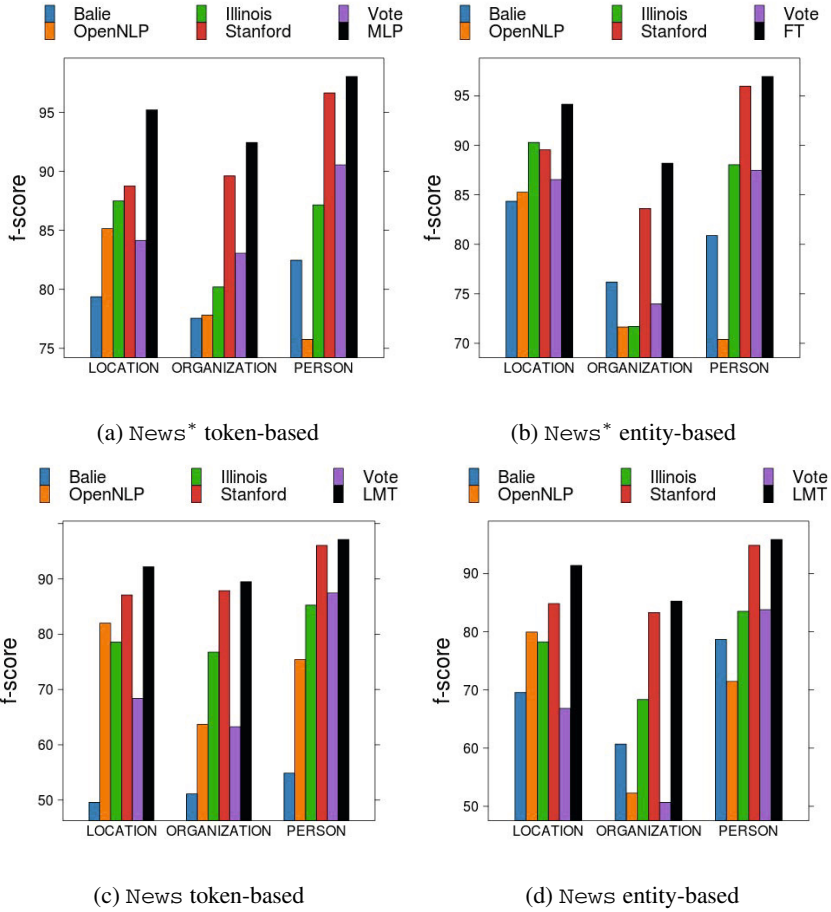 Balie Illinois Vote
OpenNLP Stanford MLP
f-score
95
90
85
80
75
LOCATION ORGANIZATION PERSON
(a) News* token-based
Balie Illinois Vote
OpenNLP Stanford FT
f-score
95
90
85
80
75
70
LOCATION ORGANIZATION PERSON
(b) News* entity-based
Balie Illinois Vote
OpenNLP Stanford LMT
f-score
90
80
70
60
50
LOCATION ORGANIZATION PERSON
(c) News token-based
Balie Illinois Vote
OpenNLP Stanford LMT
f-score
90
80
70
60
50
LOCATION ORGANIZATION PERSON
(d) News entity-based